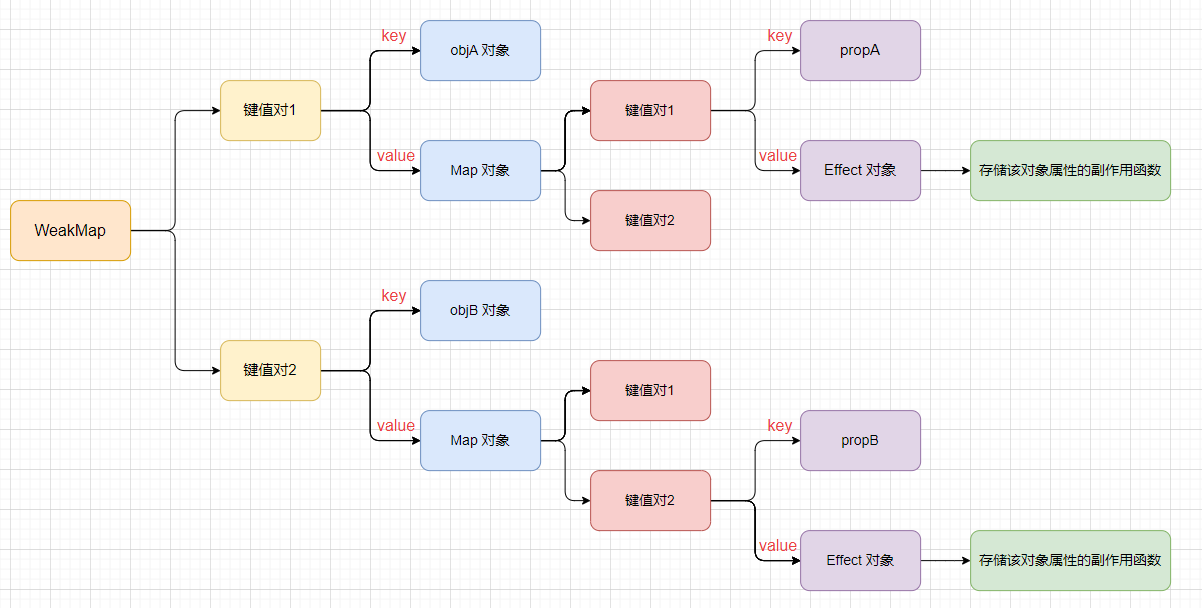 key
objA 对象
key
propA
键值对1
键值对1
value
Map 对象
value
Effect 对象
存储该对象属性的副作用函数
键值对2
WeakMap
key
objB 对象
键值对2
键值对1
value
Map 对象
key
propB
键值对2
value
Effect 对象
存储该对象属性的副作用函数